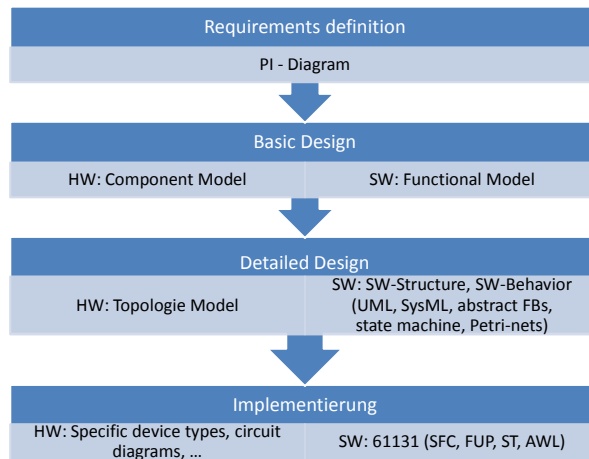 Requirements definition
PI - Diagram
Basic Design
HW: Component Model
SW: Functional Model
Detailed Design
HW: Topologie Model
SW: SW-Structure, SW-Behavior
(UML, SysML, abstract FBs,
state machine, Petri-nets)
Implementierung
HW: Specific device types, circuit
diagrams, ...
SW: 61131 (SFC, FUP, ST, AWL)